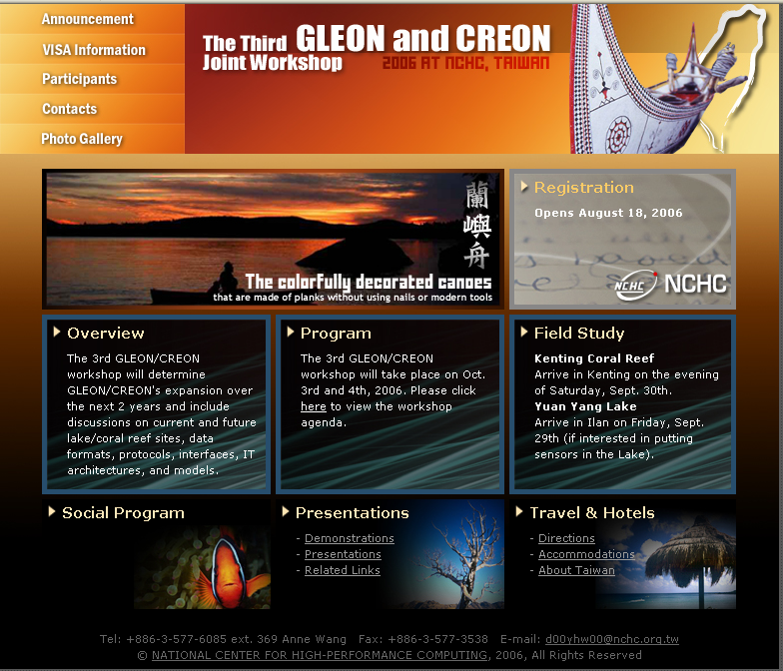 Announcement
VISA Information
Participants
Contacts
Photo Gallery
The Third GLEON and CREON
Joint Workshop 2006 AT NCHC, TAIWAN
蘭嶼舟
The colorfully decorated canoes
that are made of planks without using nails or modern tools
Registration
Opens August 18, 2006
NCHC NCHC
Overview
The 3rd GLEON/CREON
workshop will determine
GLEON/CREON's expansion over
the next 2 years and include
discussions on current and future
lake/coral reef sites, data
formats, protocols, interfaces, IT
architectures, and models.
Program
The 3rd GLEON/CREON
workshop will take place on Oct.
3rd and 4th, 2006. Please click
here to view the workshop
agenda.
Field Study
Kenting Coral Reef
Arrive in Kenting on the evening
of Saturday, Sept. 30th.
Yuan Yang Lake
Arrive in Ilan on Friday, Sept.
29th (if interested in putting
sensors in the Lake).
Social Program
Presentations
- Demonstrations
- Presentations
- Related Links
Travel & Hotels
- Directions
- Accommodations
- About Taiwan
Tel: +886-3-577-6085 ext. 369 Anne Wang Fax: +886-3-577-3538 E-mail: d00yhw00@nchc.org.tw
© NATIONAL CENTER FOR HIGH-PERFORMANCE COMPUTING, 2006, All Rights Reserved